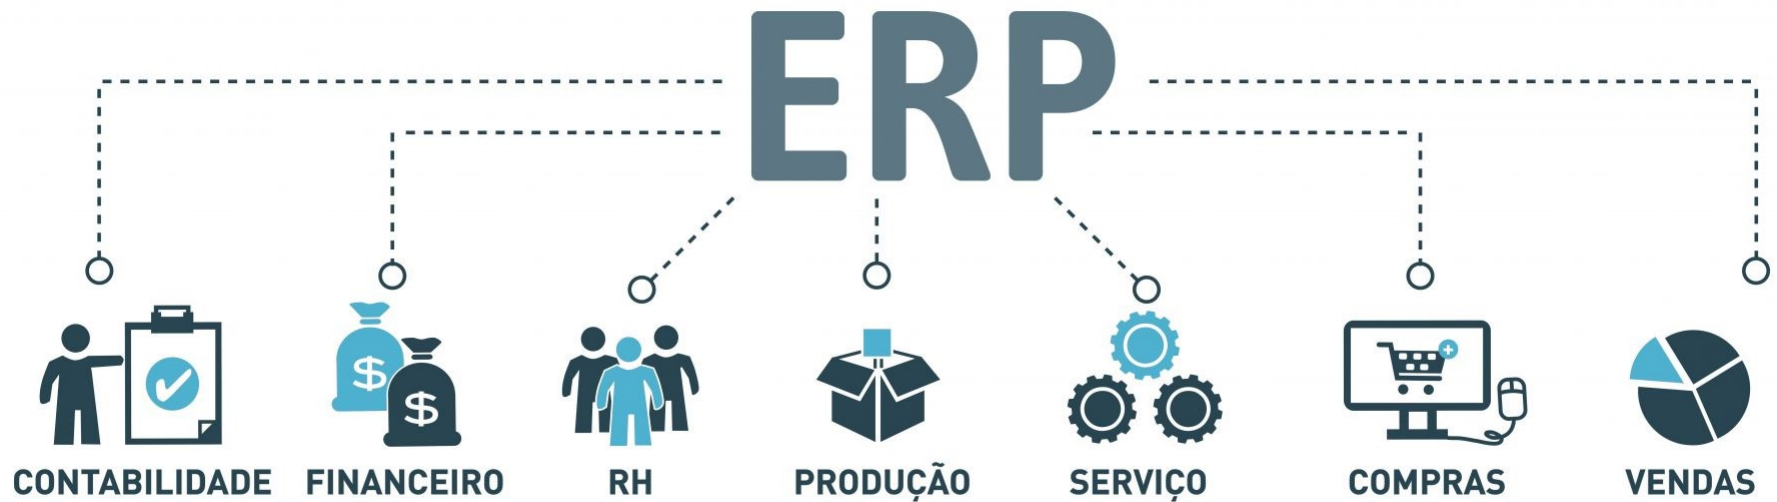 ERP
$
$
CONTABILIDADE
FINANCEIRO
RH
PRODUÇÃO
SERVIÇO
COMPRAS
VENDAS